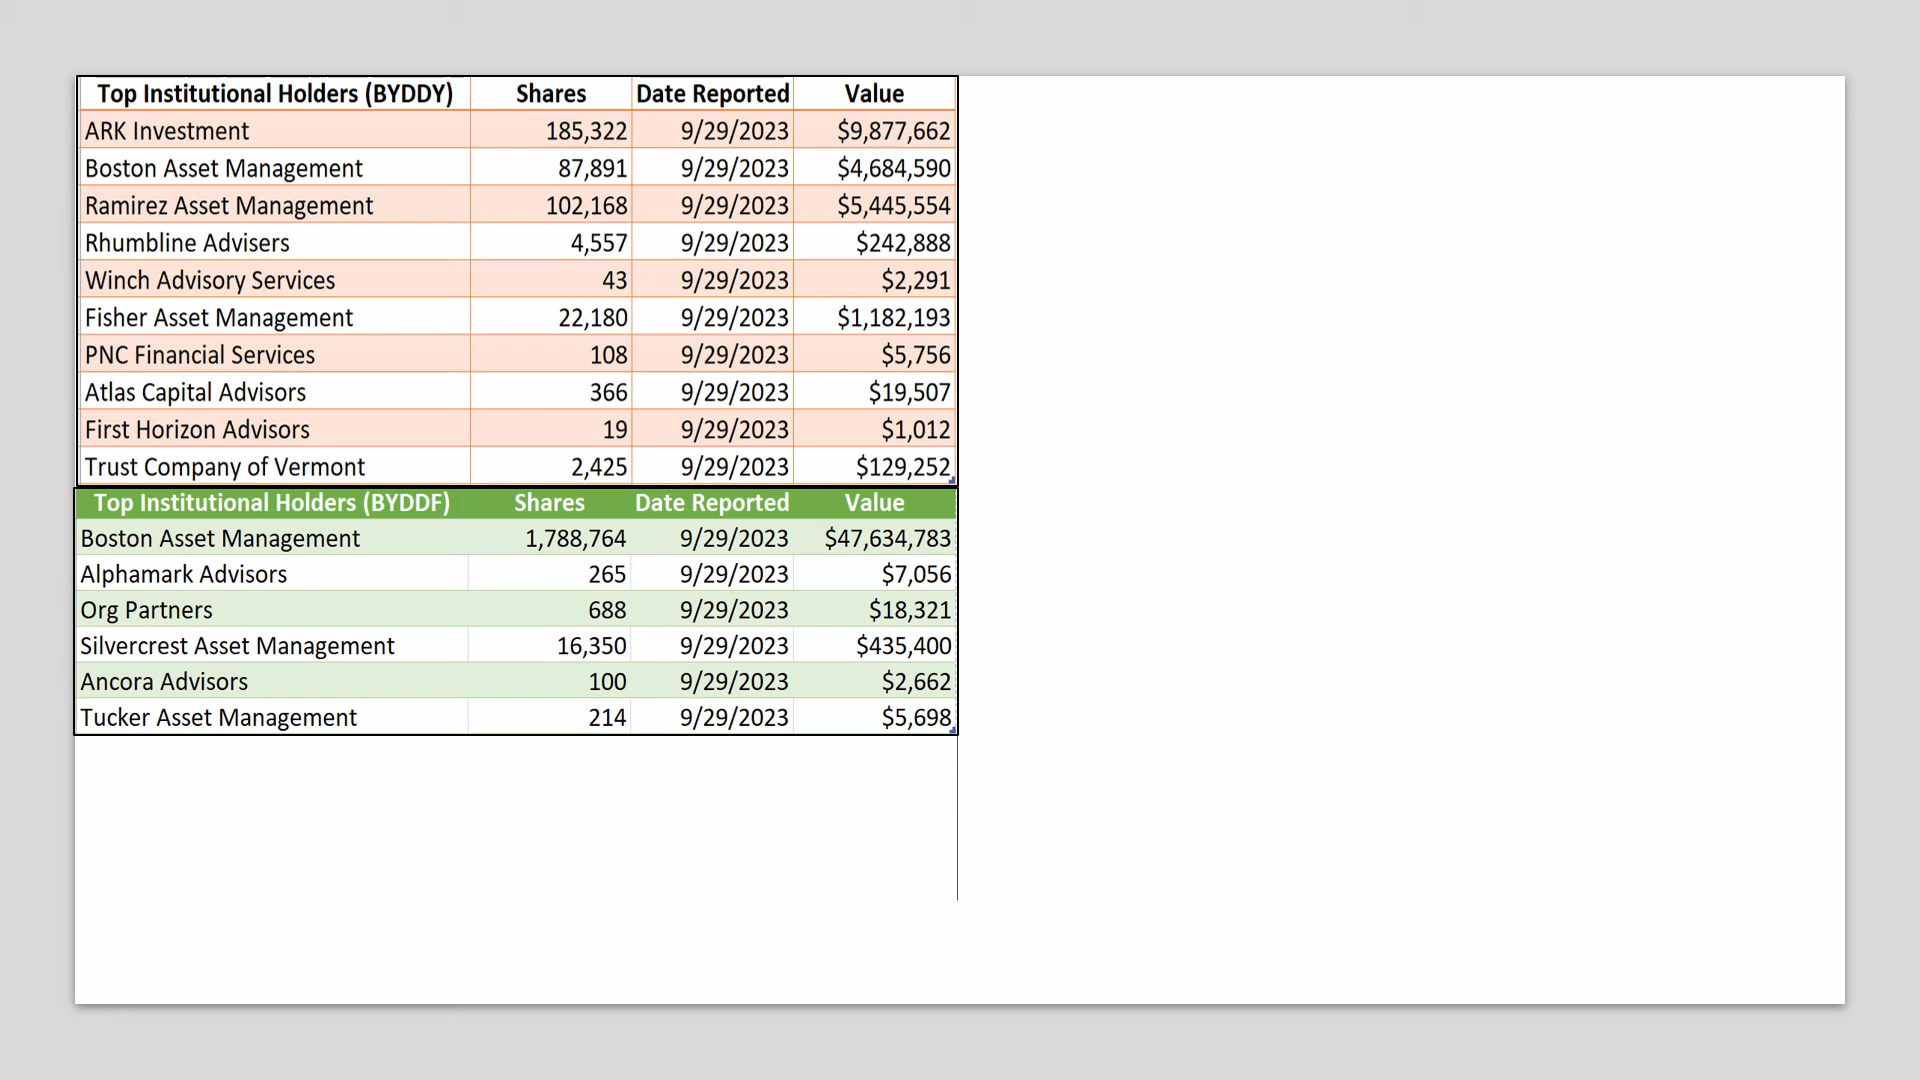 Top Institutional Holders (BYDDY) Shares Date Reported Value
ARK Investment 185,322 9/29/2023 $9,877,662
Boston Asset Management 87,891 9/29/2023 $4,684,590
Ramirez Asset Management 102,168 9/29/2023 $5,445,554
Rhumbline Advisers 4,557 9/29/2023 $242,888
Winch Advisory Services 43 9/29/2023 $2,291
Fisher Asset Management 22,180 9/29/2023 $1,182,193
PNC Financial Services 108 9/29/2023 $5,756
Atlas Capital Advisors 366 9/29/2023 $19,507
First Horizon Advisors 19 9/29/2023 $1,012
Trust Company of Vermont 2,425 9/29/2023 $129,252
Top Institutional Holders (BYDDF) Shares Date Reported Value
Boston Asset Management 1,788,764 9/29/2023 $47,634,783
Alphamark Advisors 265 9/29/2023 $7,056
Org Partners 688 9/29/2023 $18,321
Silvercrest Asset Management 16,350 9/29/2023 $435,400
Ancora Advisors 100 9/29/2023 $2,662
Tucker Asset Management 214 9/29/2023 $5,698